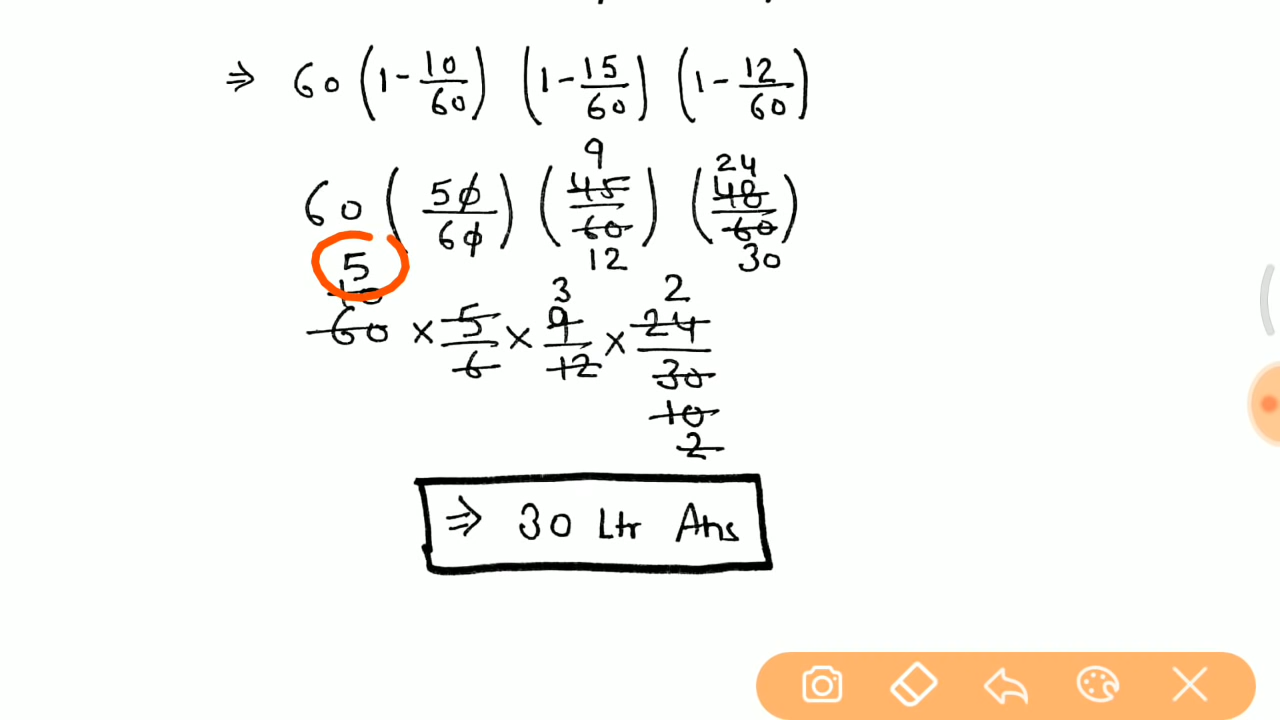 ⇒ 60 (1 - 10/60) (1 - 15/60) (1 - 12/60)
9 24
60 (50/60) (45/60) (48/60)
12 30
5
10 3 2
60 × 5/6 × 9/12 × 24/30
10
2
⇒ 30 Ltr Ans